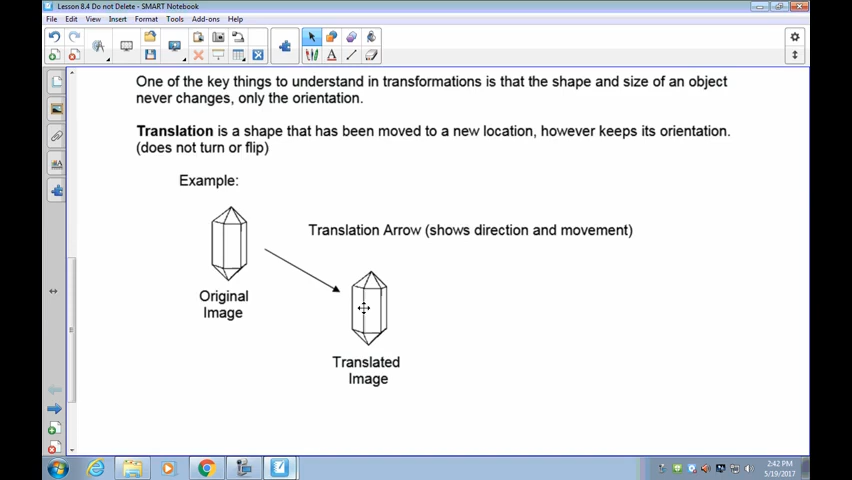 Lesson 8.4 Do not Delete - SMART Notebook
File Edit View Insert Format Tools Add-ons Help
One of the key things to understand in transformations is that the shape and size of an object
never changes, only the orientation.
Translation is a shape that has been moved to a new location, however keeps its orientation.
(does not turn or flip)
Example:
Translation Arrow (shows direction and movement)
Original
Image
Translated
Image
2:42 PM
5/19/2017